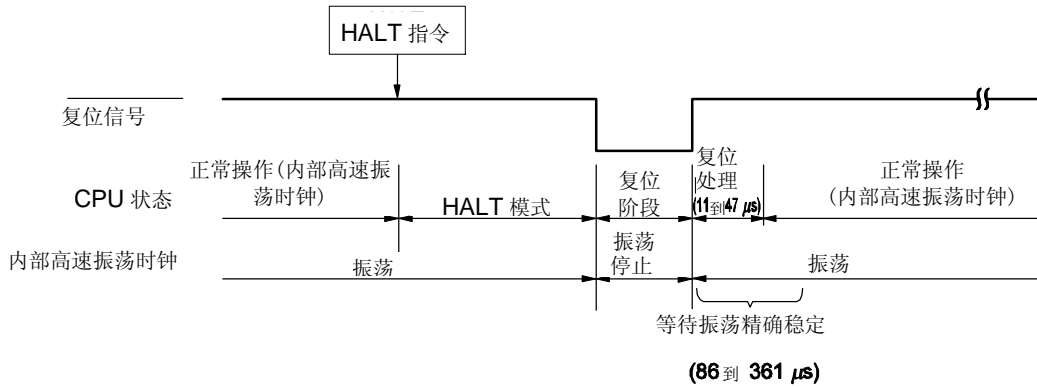 HALT 指令
复位信号
正常操作(内部高速振
荡时钟)
复位
处理
(11到47 μs)
正常操作
(内部高速振荡时钟)
CPU 状态
HALT 模式
复位
阶段
内部高速振荡时钟
振荡
振荡
停止
振荡
等待振荡精确稳定
(86 到 361 μs)